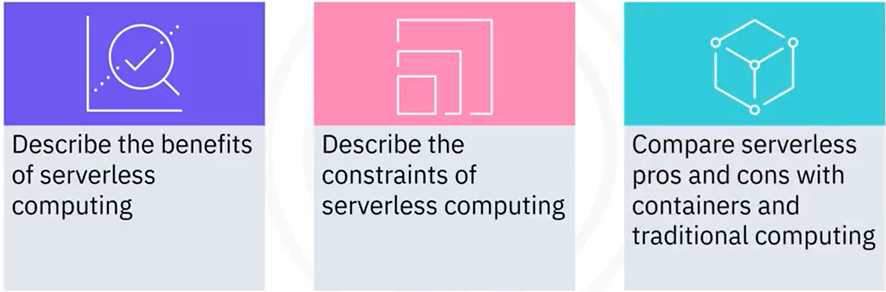 Describe the benefits
of serverless
computing
Describe the
constraints of
serverless computing
Compare serverless
pros and cons with
containers and
traditional computing